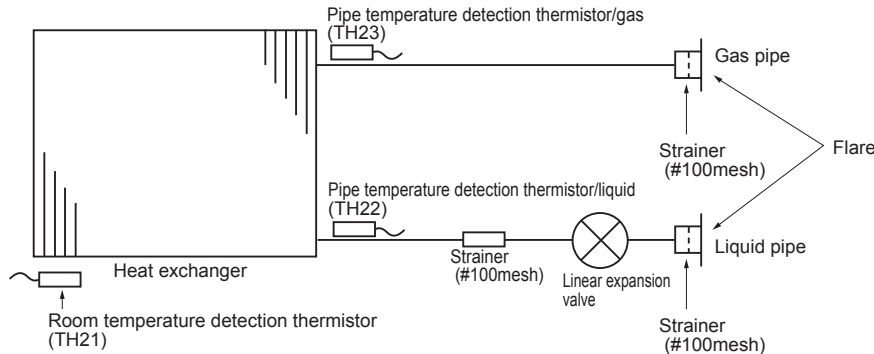 Pipe temperature detection thermistor/gas
(TH23)
Gas pipe
Strainer
(#100mesh)
Flare
Pipe temperature detection thermistor/liquid
(TH22)
Strainer
(#100mesh)
Linear expansion
valve
Liquid pipe
Heat exchanger
Strainer
(#100mesh)
Room temperature detection thermistor
(TH21)